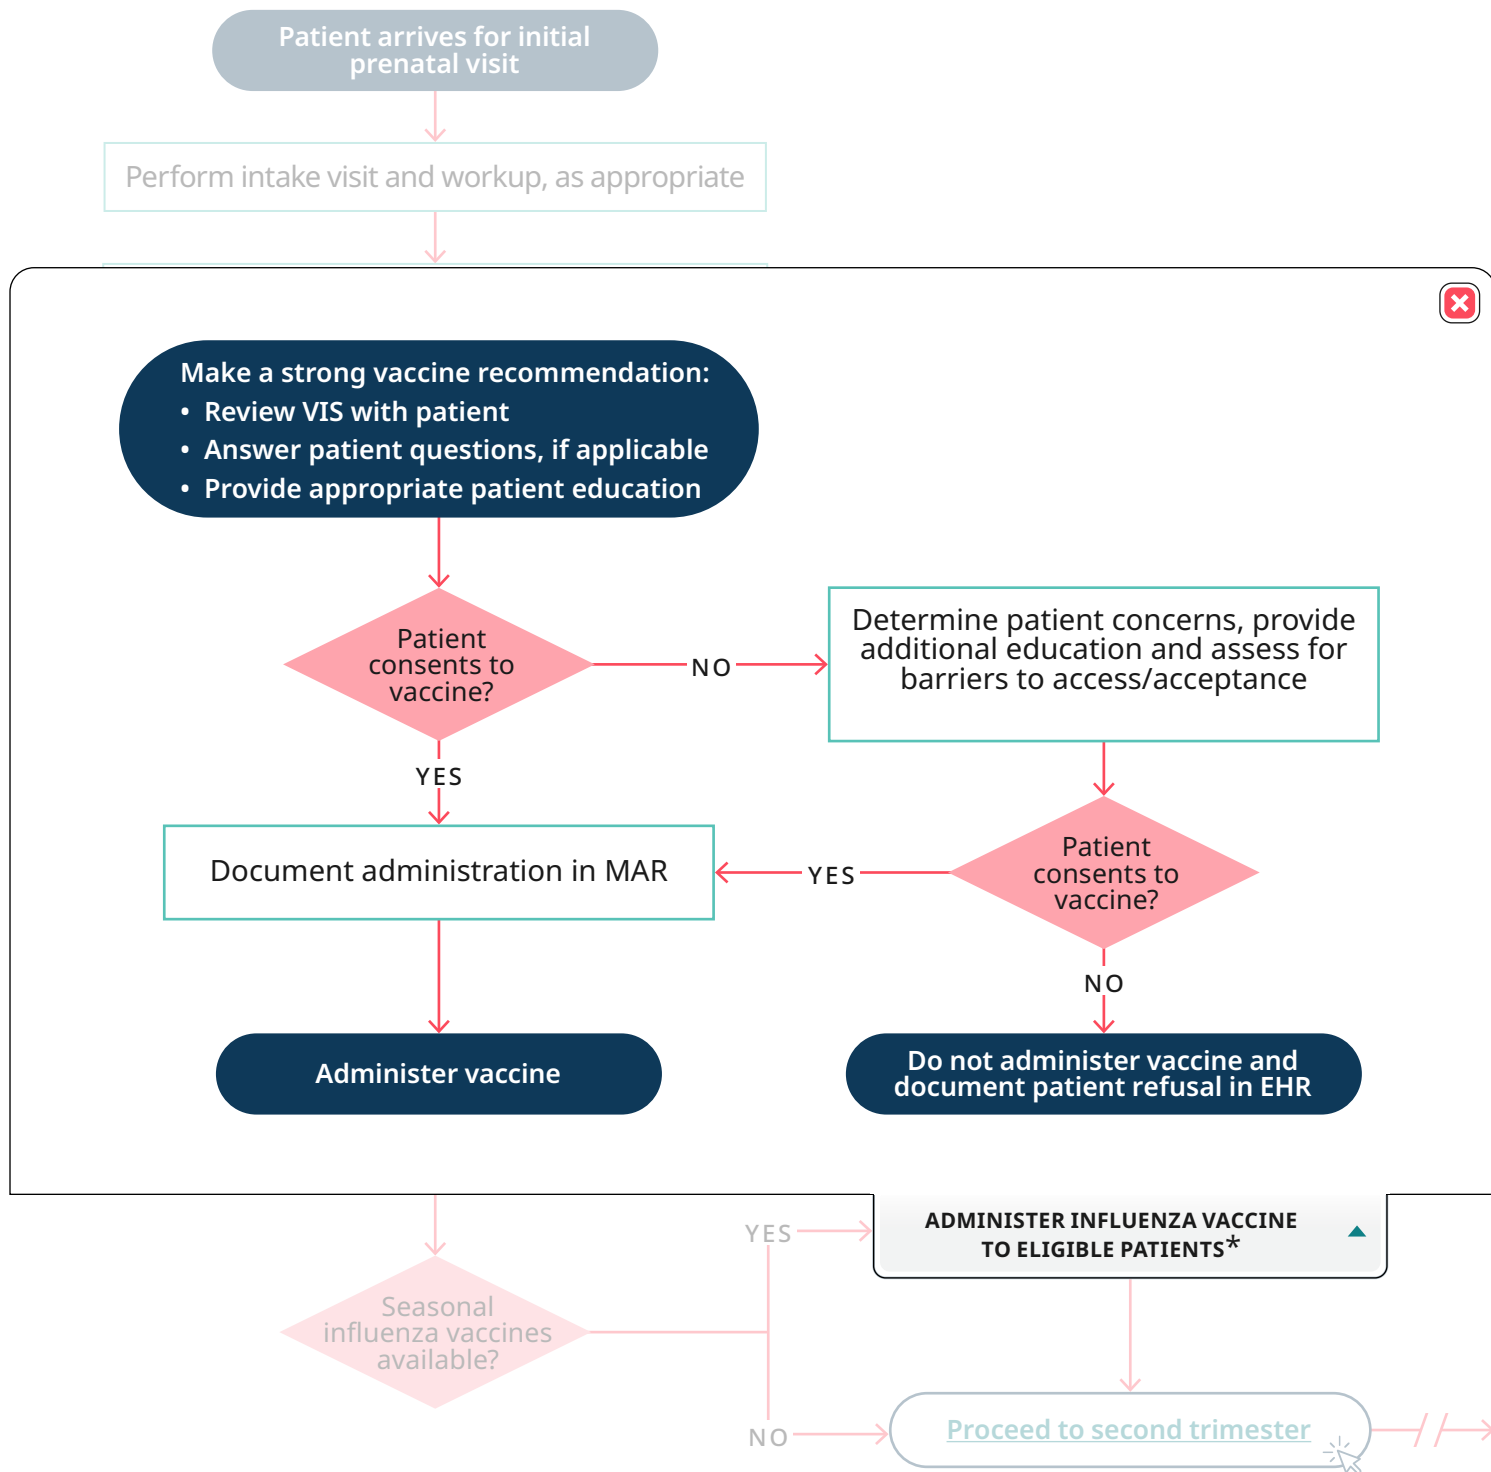 Patient arrives for initial
prenatal visit
Perform intake visit and workup, as appropriate
Make a strong vaccine recommendation:
• Review VIS with patient
• Answer patient questions, if applicable
• Provide appropriate patient education
Patient
consents to
vaccine?
NO
Determine patient concerns, provide
additional education and assess for
barriers to access/acceptance
YES
Document administration in MAR
YES
Patient
consents to
vaccine?
NO
Administer vaccine
Do not administer vaccine and
document patient refusal in EHR
YES
ADMINISTER INFLUENZA VACCINE
TO ELIGIBLE PATIENTS*
Seasonal
influenza vaccines
available?
NO
Proceed to second trimester